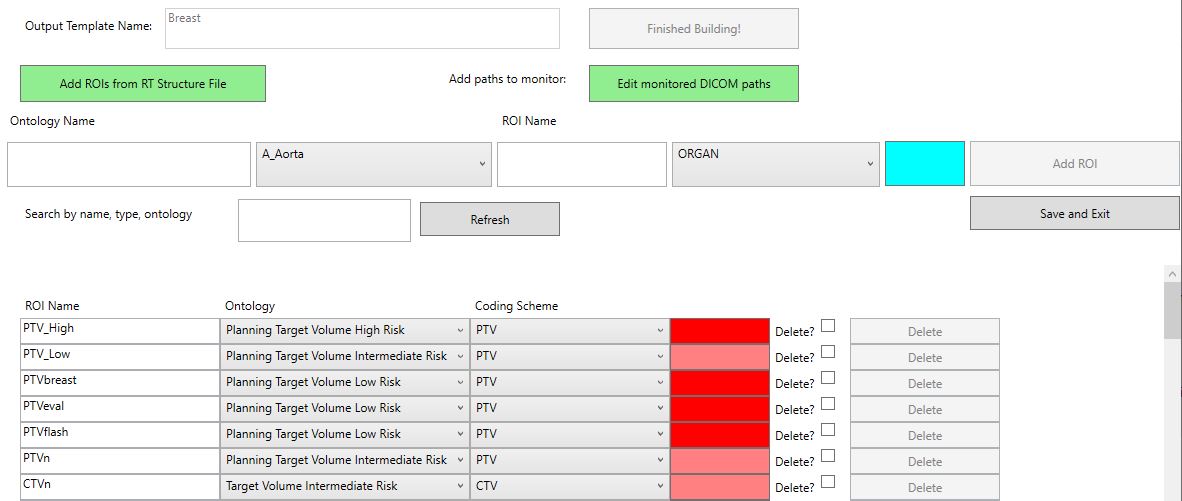 Output Template Name: Breast Finished Building!
Add ROIs from RT Structure File Add paths to monitor: Edit monitored DICOM paths
Ontology Name ROI Name
A_Aorta ORGAN Add ROI
Search by name, type, ontology Refresh Save and Exit
ROI Name Ontology Coding Scheme
PTV_High Planning Target Volume High Risk PTV Delete? Delete
PTV_Low Planning Target Volume Intermediate Risk PTV Delete? Delete
PTVbreast Planning Target Volume Low Risk PTV Delete? Delete
PTVeval Planning Target Volume Low Risk PTV Delete? Delete
PTVflash Planning Target Volume Low Risk PTV Delete? Delete
PTVn Planning Target Volume Intermediate Risk PTV Delete? Delete
CTVn Target Volume Intermediate Risk CTV Delete? Delete